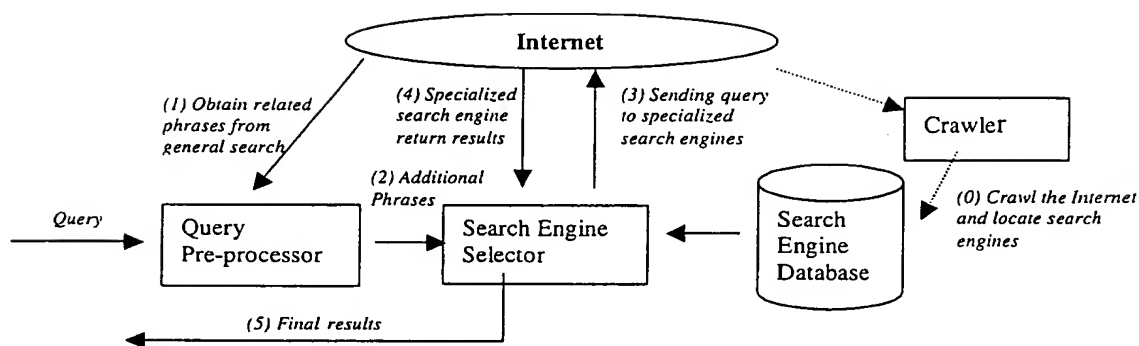 Internet
(1) Obtain related
phrases from
general search
(4) Specialized
search engine
return results
(3) Sending query
to specialized
search engines
Crawler
(2) Additional
Phrases
(0) Crawl the Internet
and locate search
engines
Query
Query
Pre-processor
Search Engine
Selector
Search
Engine
Database
(5) Final results